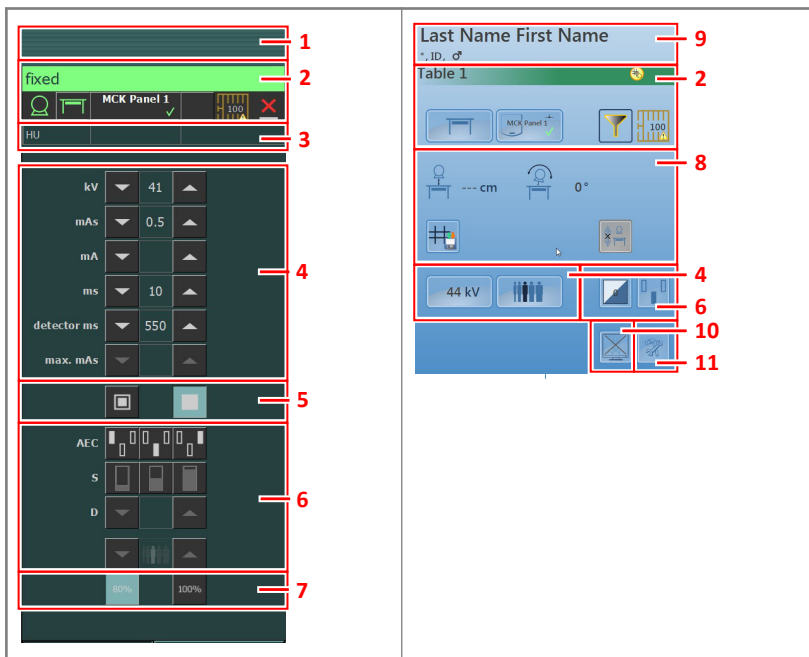 1
fixed
MCK Panel 1
100
2
HU
3
kV 41
mAs 0.5
mA
ms 10
detector ms 550
max. mAs
4
5
AEC
S
D
6
80% 100%
7
Last Name First Name
*, ID, ♂
9
Table 1
2
MCK Panel 1
100
--- cm 0°
8
44 kV
4
0
6
10
11